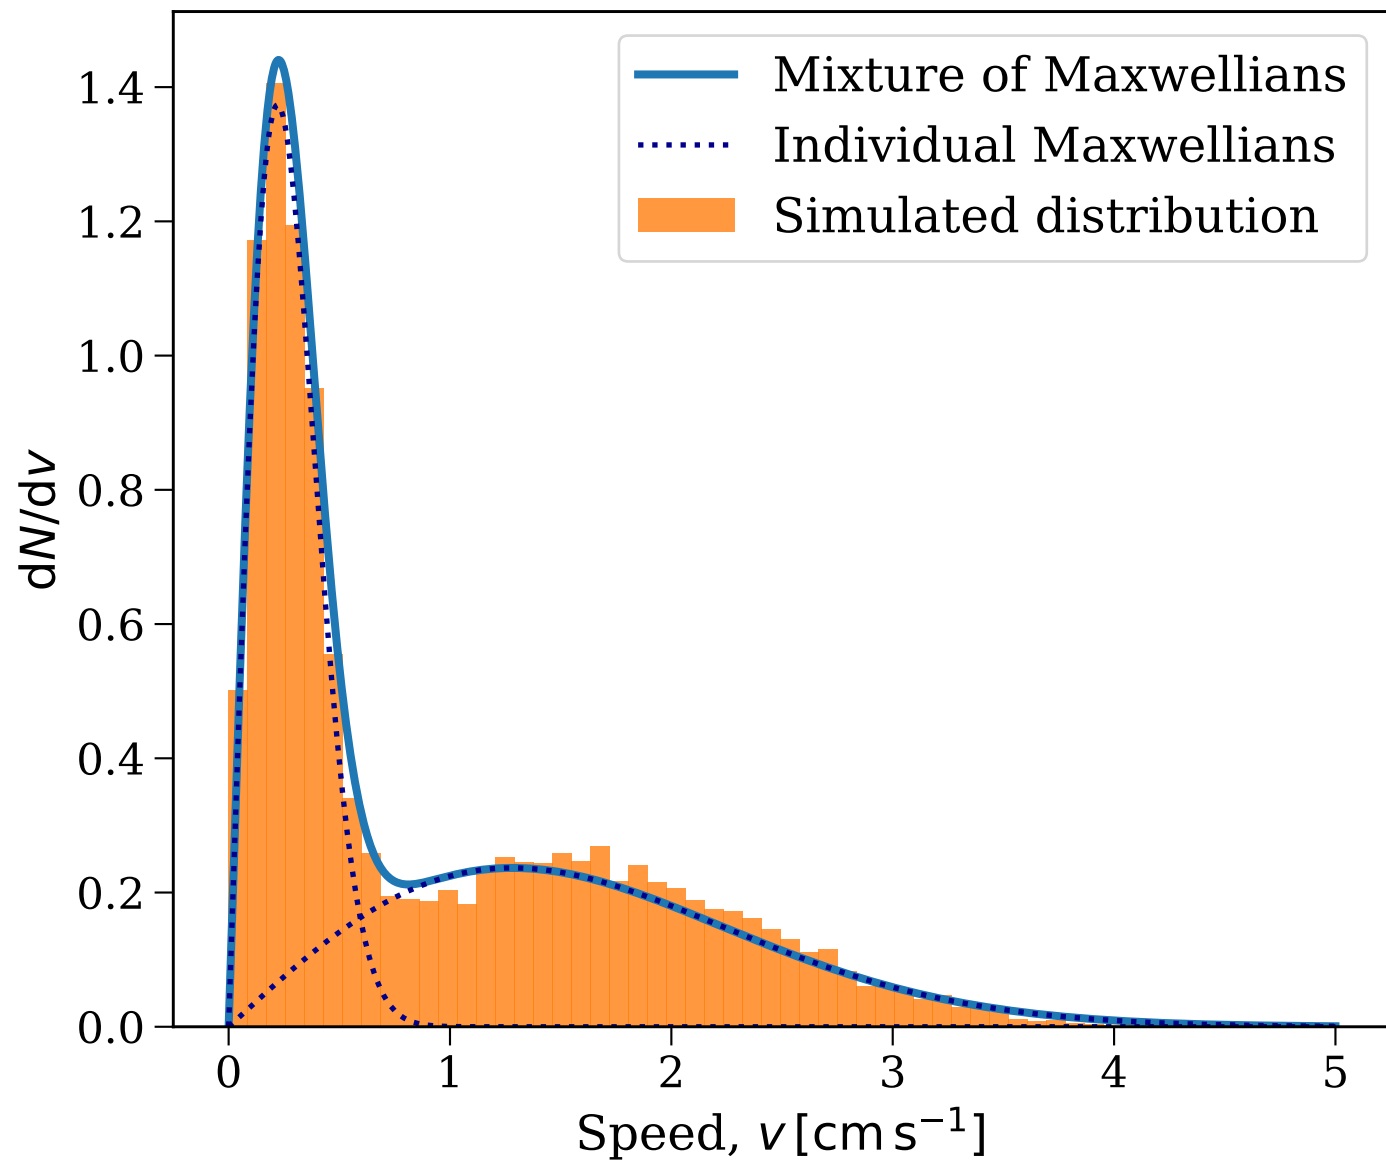 Mixture of Maxwellians
Individual Maxwellians
Simulated distribution
1.4
1.2
1.0
0.8
0.6
0.4
0.2
0.0
dN/dv
0 1 2 3 4 5
Speed, v [cm s⁻¹]